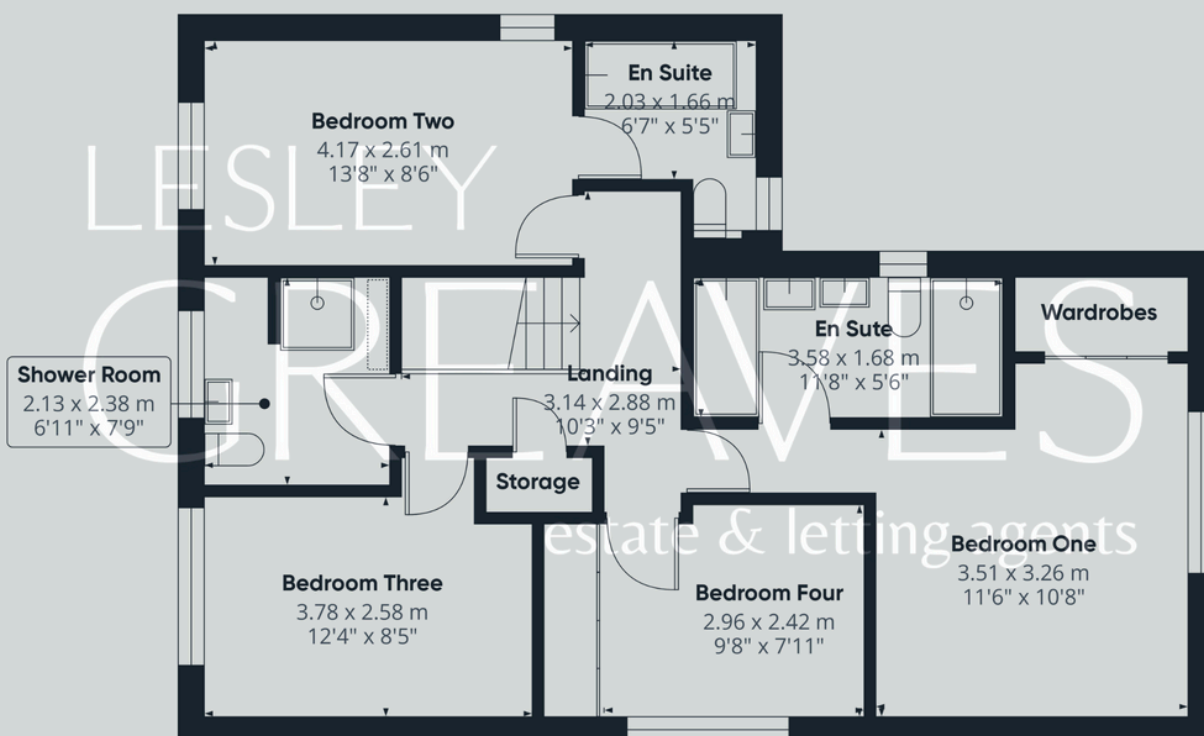 Bedroom Two
4.17 x 2.61 m
13'8" x 8'6"
En Suite
2.03 x 1.66 m
6'7" x 5'5"
LESLEY
GREAVES
estate & letting agents
Shower Room
2.13 x 2.38 m
6'11" x 7'9"
Landing
3.14 x 2.88 m
10'3" x 9'5"
En Sute
3.58 x 1.68 m
11'8" x 5'6"
Wardrobes
Storage
Bedroom Three
3.78 x 2.58 m
12'4" x 8'5"
Bedroom Four
2.96 x 2.42 m
9'8" x 7'11"
Bedroom One
3.51 x 3.26 m
11'6" x 10'8"